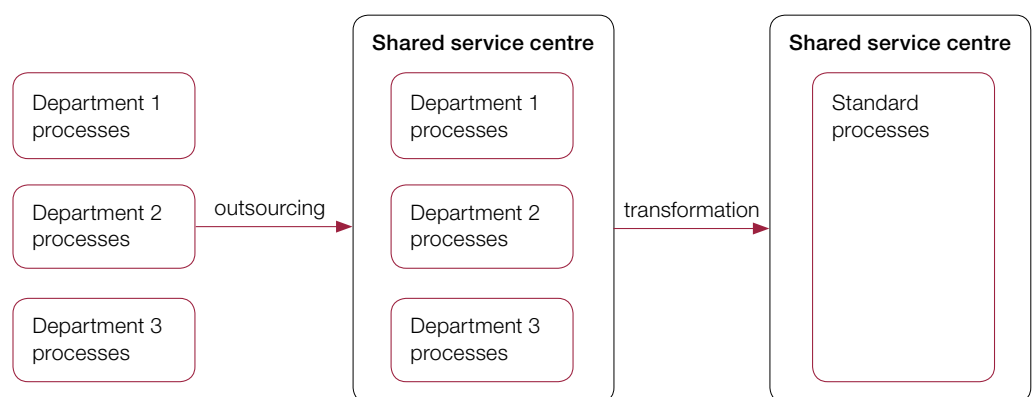 Shared service centre
Shared service centre
Department 1
processes
Department 1
processes
Standard
processes
Department 2
processes
outsourcing
Department 2
processes
transformation
Department 3
processes
Department 3
processes